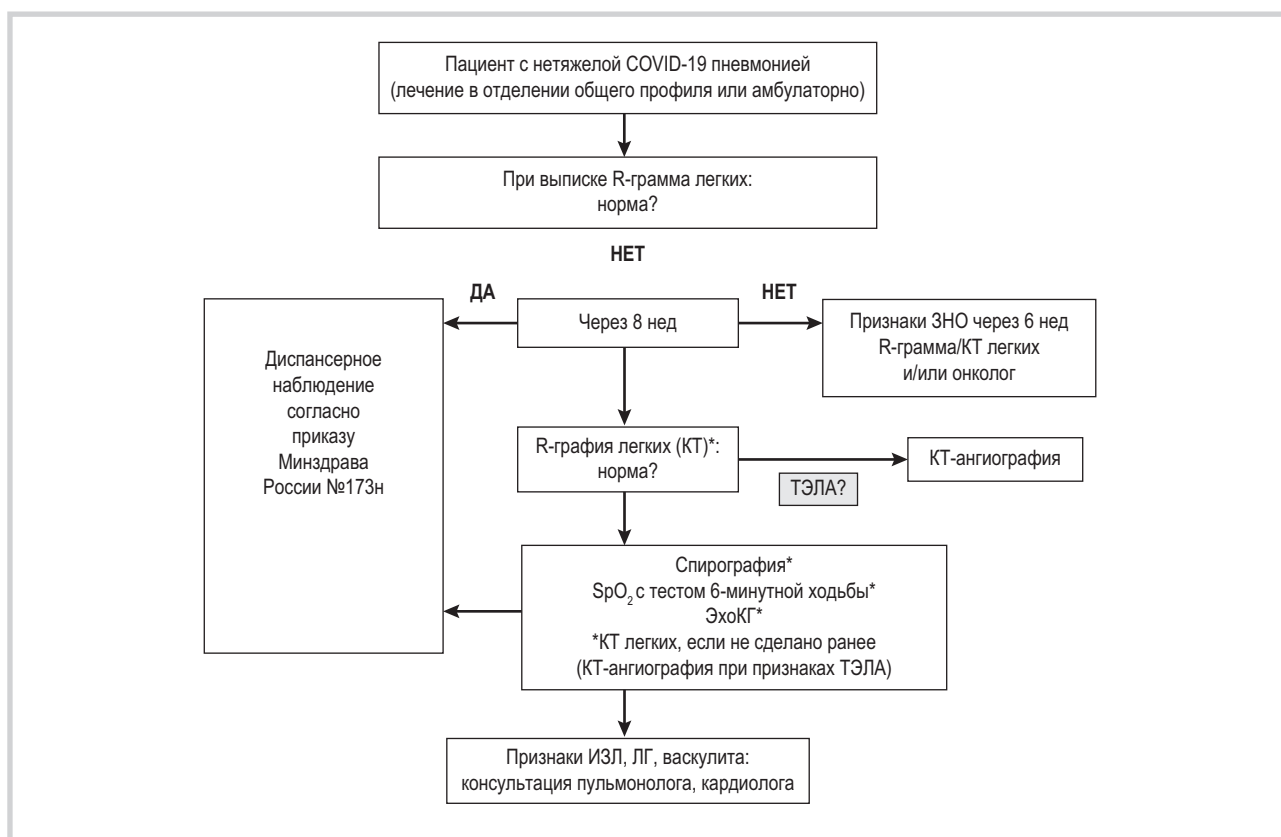 Пациент с нетяжелой COVID-19 пневмонией
(лечение в отделении общего профиля или амбулаторно)
При выписке R-грамма легких:
норма?
НЕТ
ДА
НЕТ
Диспансерное
наблюдение
согласно
приказу
Минздрава
России №173н
Через 8 нед
Признаки ЗНО через 6 нед
R-грамма/КТ легких
и/или онколог
R-графия легких (КТ)*:
норма?
ТЭЛА?
КТ-ангиография
Спирография*
SpO₂ с тестом 6-минутной ходьбы*
ЭхоКГ*
*КТ легких, если не сделано ранее
(КТ-ангиография при признаках ТЭЛА)
Признаки ИЗЛ, ЛГ, васкулита:
консультация пульмонолога, кардиолога